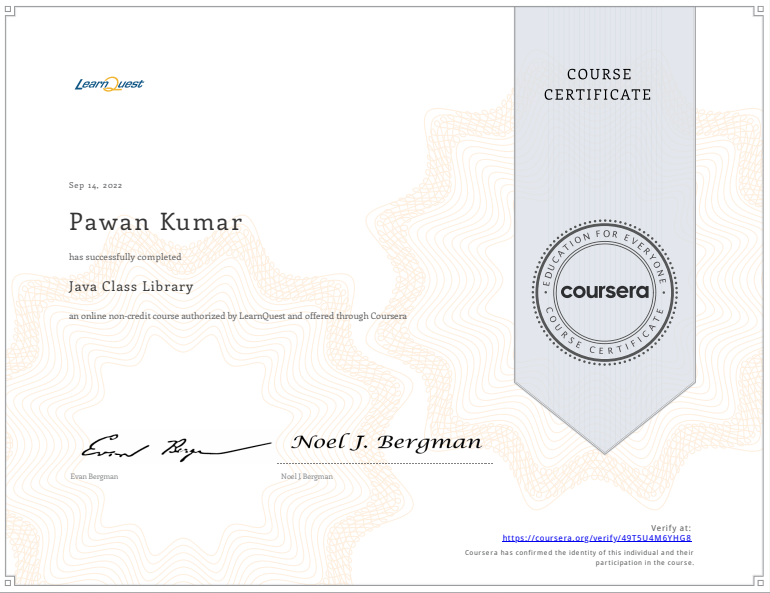 LearnQuest
COURSE
CERTIFICATE
Sep 14, 2022
Pawan Kumar
has successfully completed
Java Class Library
an online non-credit course authorized by LearnQuest and offered through Coursera
EDUCATION FOR EVERYONE
coursera
COURSE CERTIFICATE
Evan Bergman
Noel J. Bergman
Evan Bergman
Noel J. Bergman
Verify at:
https://coursera.org/verify/49T5U4M6YHG8
Coursera has confirmed the identity of this individual and their
participation in the course.